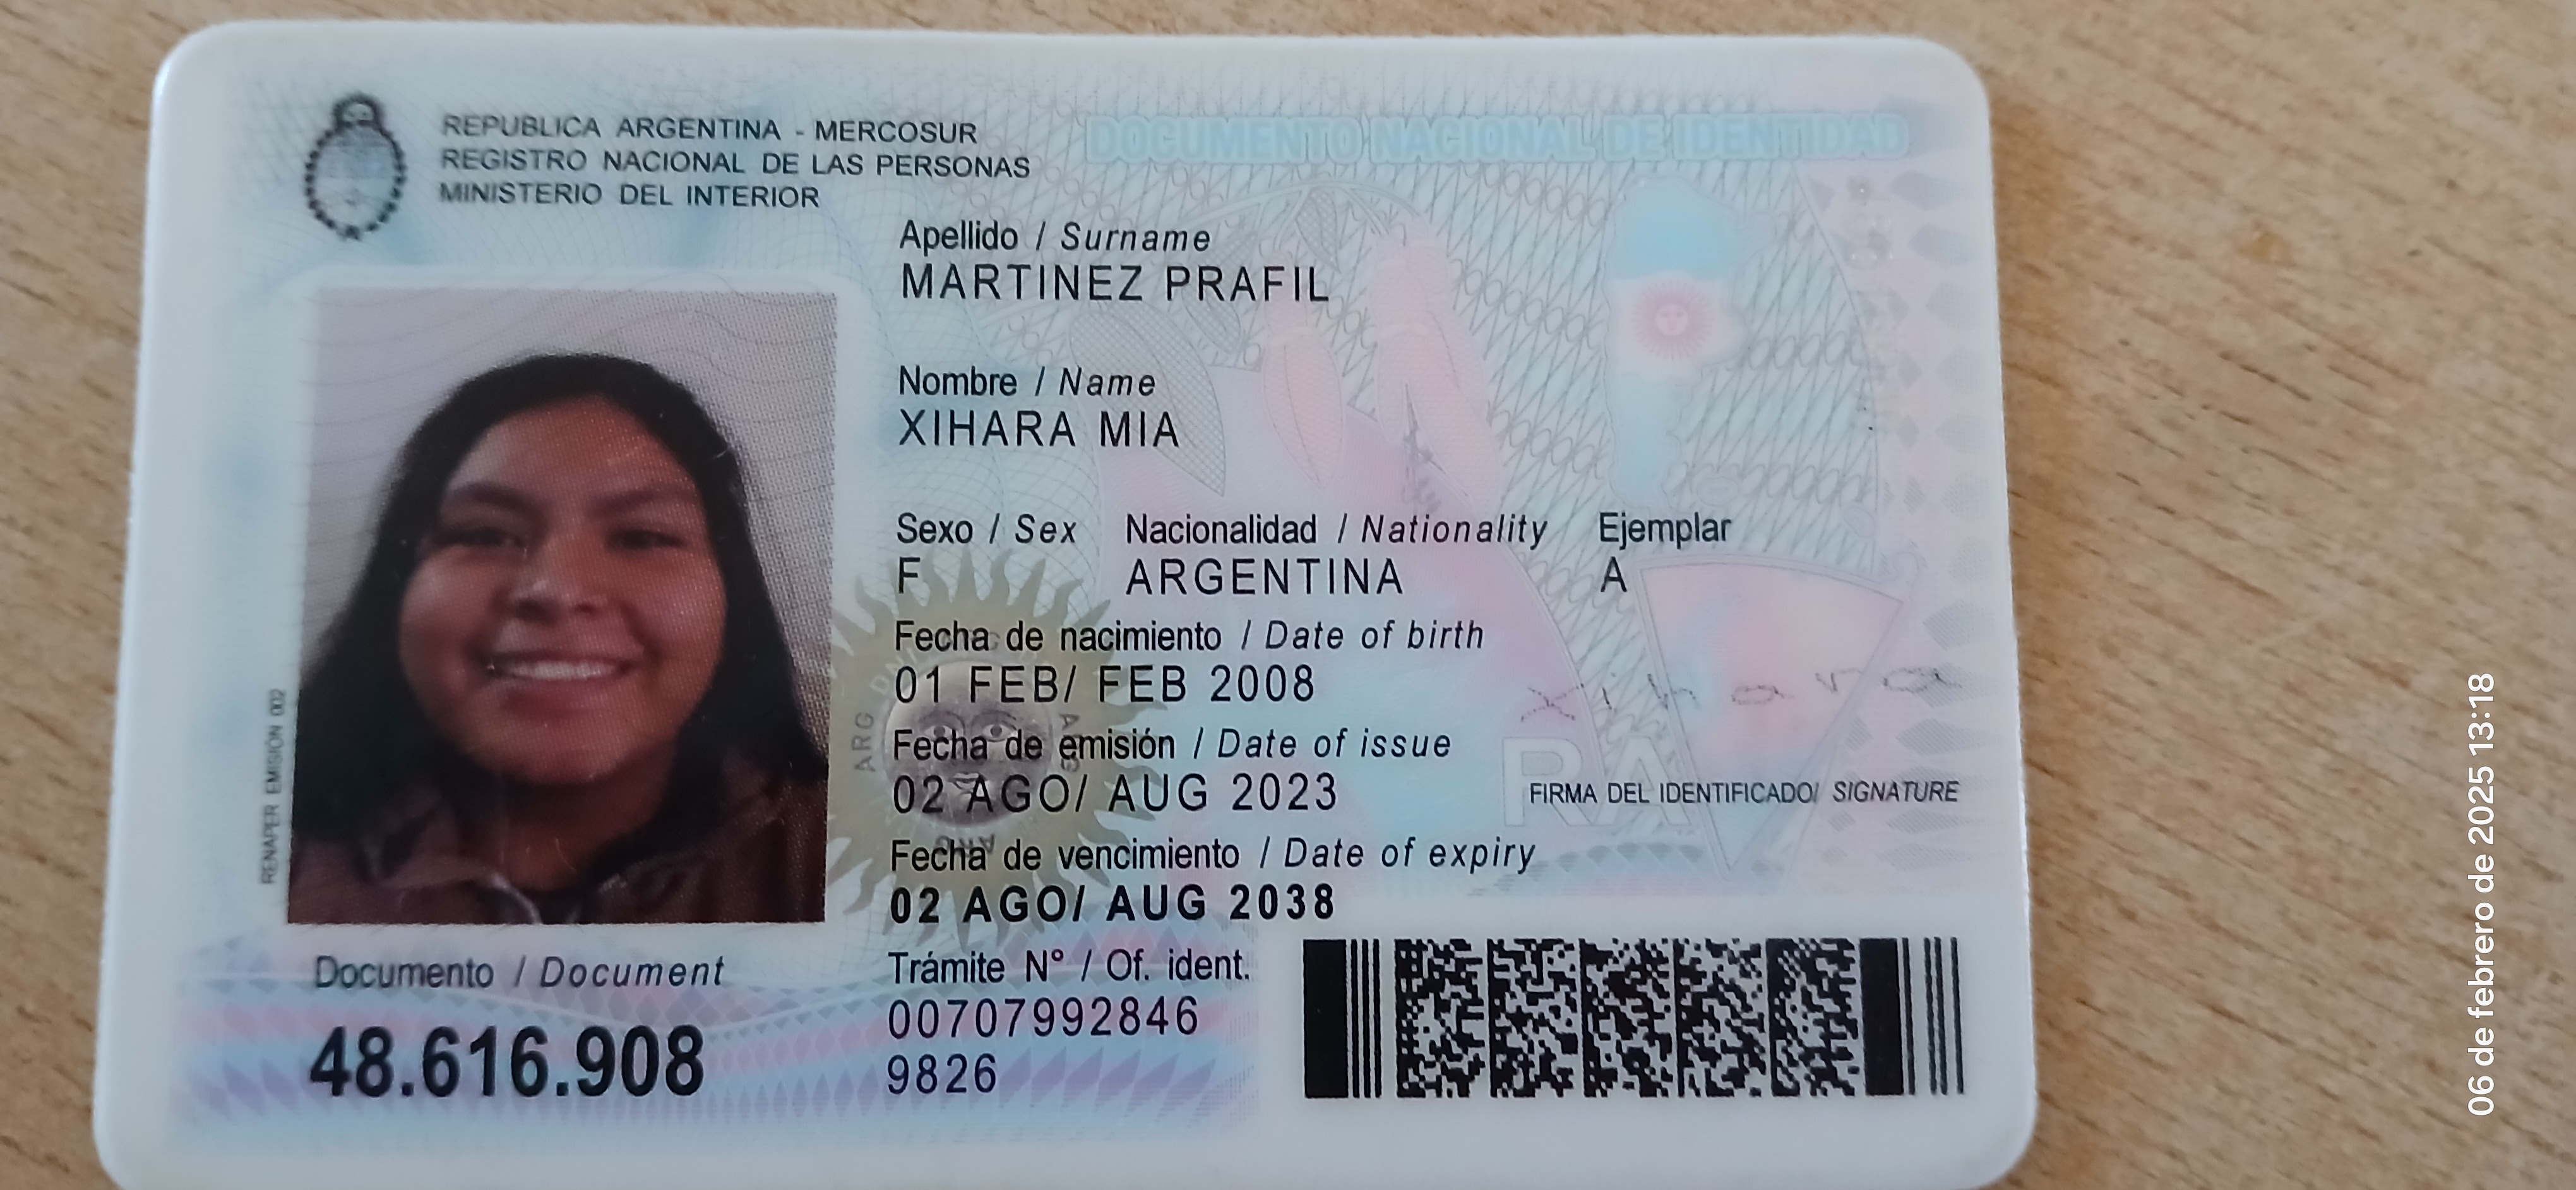 REPUBLICA ARGENTINA - MERCOSUR
REGISTRO NACIONAL DE LAS PERSONAS
MINISTERIO DEL INTERIOR
DOCUMENTO NACIONAL DE IDENTIDAD
Apellido / Surname
MARTINEZ PRAFIL
Nombre / Name
XIHARA MIA
Sexo / Sex Nacionalidad / Nationality Ejemplar
F ARGENTINA A
Fecha de nacimiento / Date of birth
01 FEB/ FEB 2008
Fecha de emisión / Date of issue
02 AGO/ AUG 2023
Fecha de vencimiento / Date of expiry
02 AGO/ AUG 2038
FIRMA DEL IDENTIFICADO/ SIGNATURE
Xihara
Trámite N° / Of. ident.
00707992846
9826
RENAPER EMISIÓN 002
Documento / Document
48.616.908
ARG
RA
06 de febrero de 2025 13:18